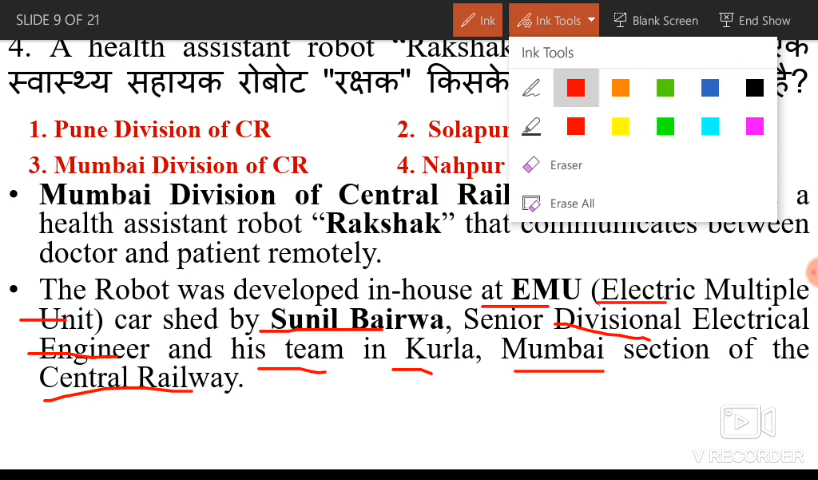 SLIDE 9 OF 21
Ink
Ink Tools
Blank Screen
End Show
4. A health assistant robot "Rakshak
स्वास्थ्य सहायक रोबोट "रक्षक" किसके
है?
1. Pune Division of CR
2. Solapur
3. Mumbai Division of CR
4. Nahpur
Ink Tools
Eraser
Erase All
• Mumbai Division of Central Rail a
health assistant robot “Rakshak” that communicates between
doctor and patient remotely.
• The Robot was developed in-house at EMU (Electric Multiple
Unit) car shed by Sunil Bairwa, Senior Divisional Electrical
Engineer and his team in Kurla, Mumbai section of the
Central Railway.
V RECORDER